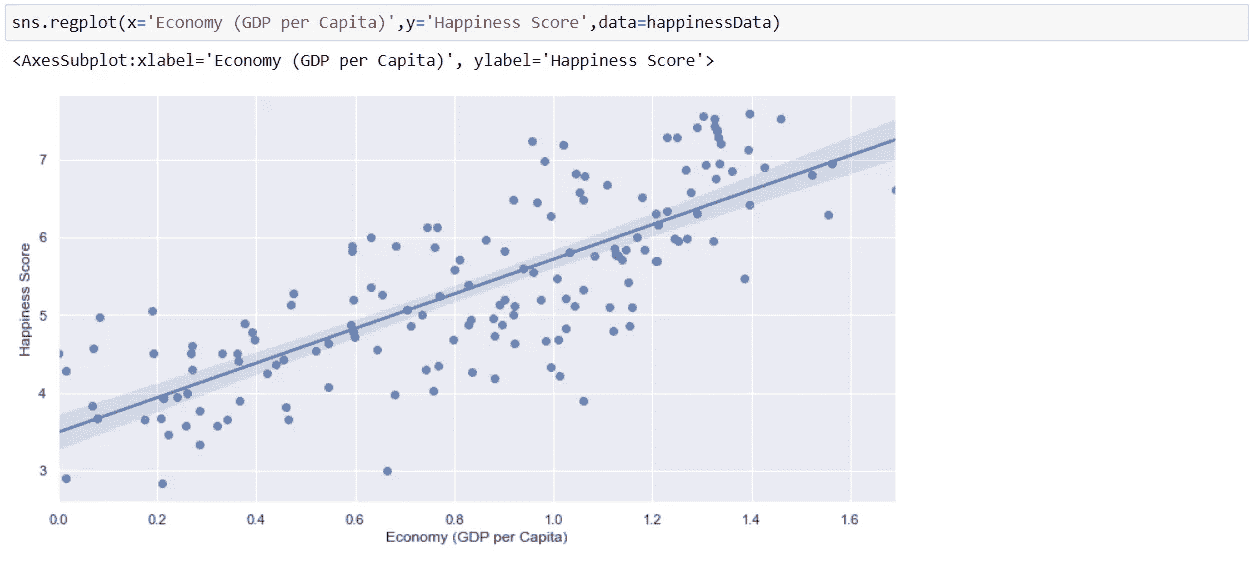 sns.regplot(x='Economy (GDP per Capita)',y='Happiness Score',data=happinessData)
<AxesSubplot:xlabel='Economy (GDP per Capita)', ylabel='Happiness Score'>
7
6
5
4
3
Happiness Score
0.0 0.2 0.4 0.6 0.8 1.0 1.2 1.4 1.6
Economy (GDP per Capita)